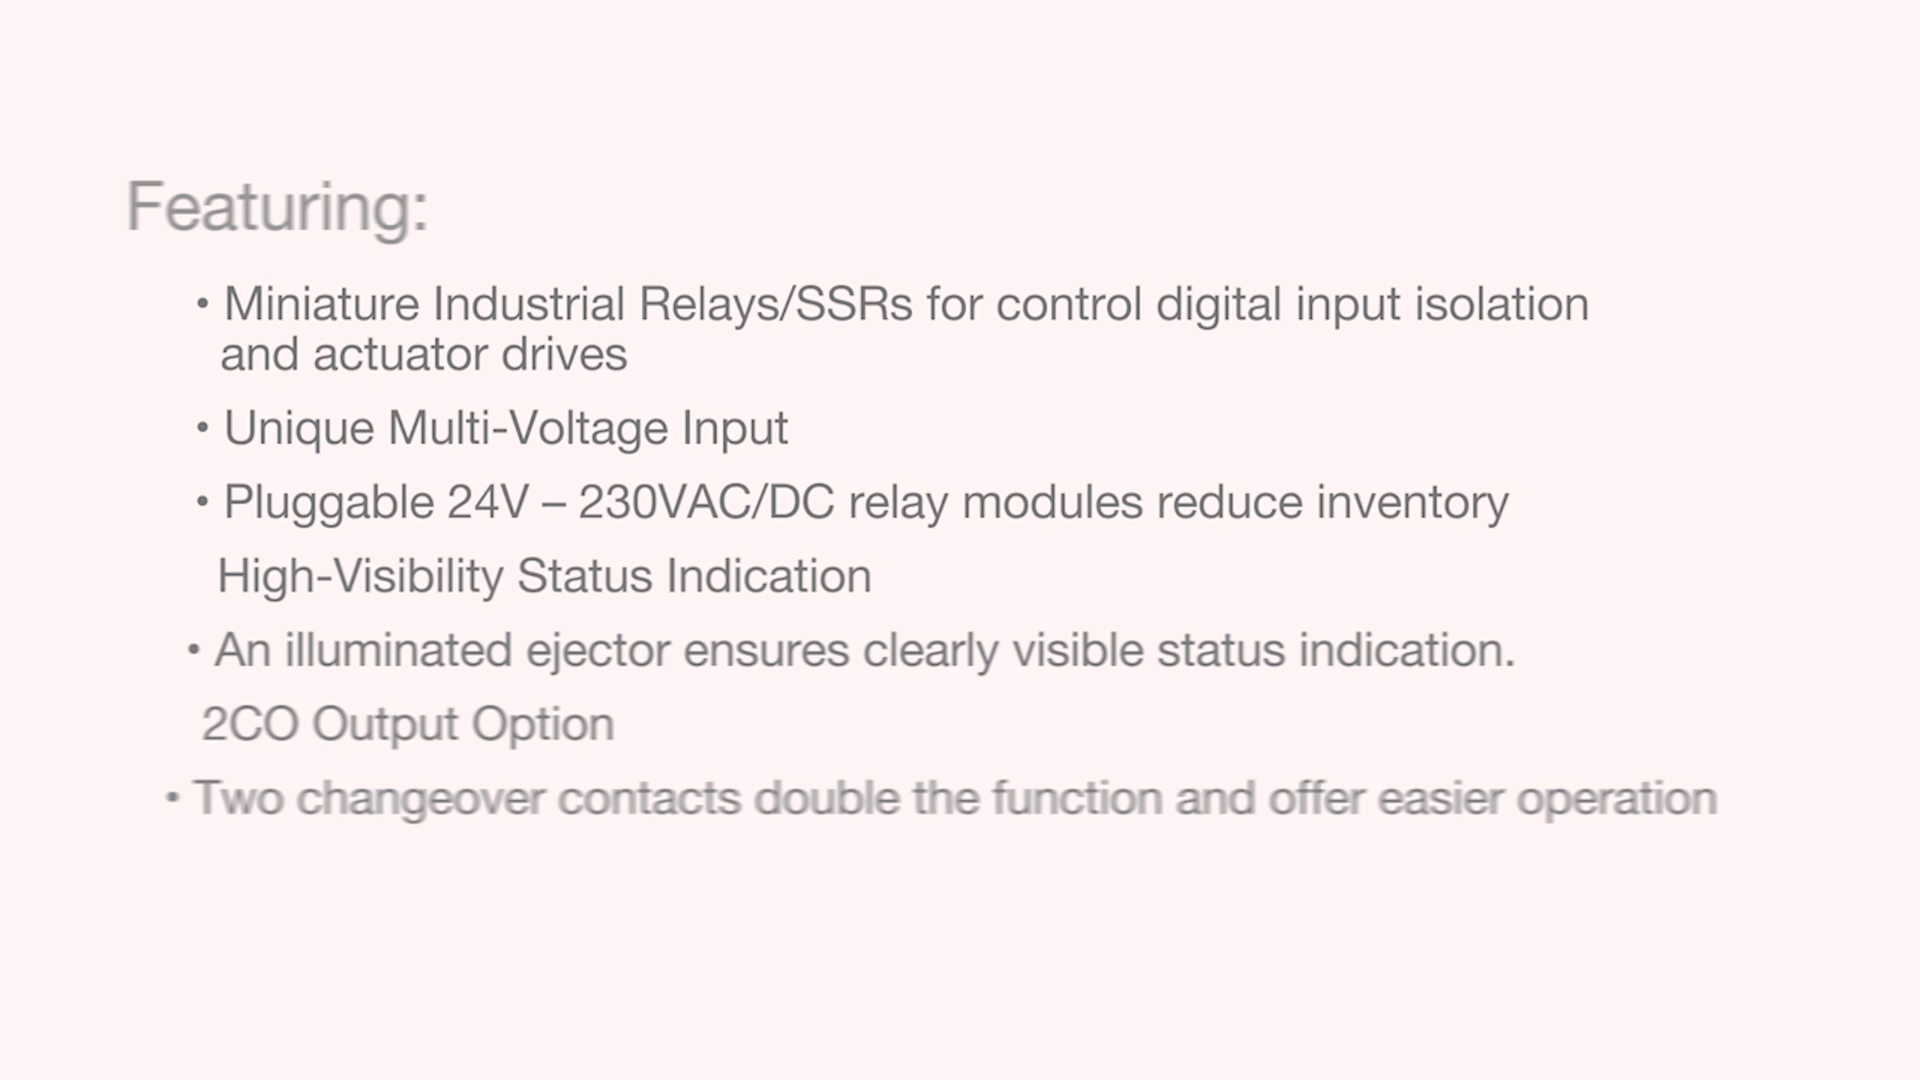 Featuring:
• Miniature Industrial Relays/SSRs for control digital input isolation
and actuator drives
• Unique Multi-Voltage Input
• Pluggable 24V – 230VAC/DC relay modules reduce inventory
High-Visibility Status Indication
• An illuminated ejector ensures clearly visible status indication.
2CO Output Option
• Two changeover contacts double the function and offer easier operation